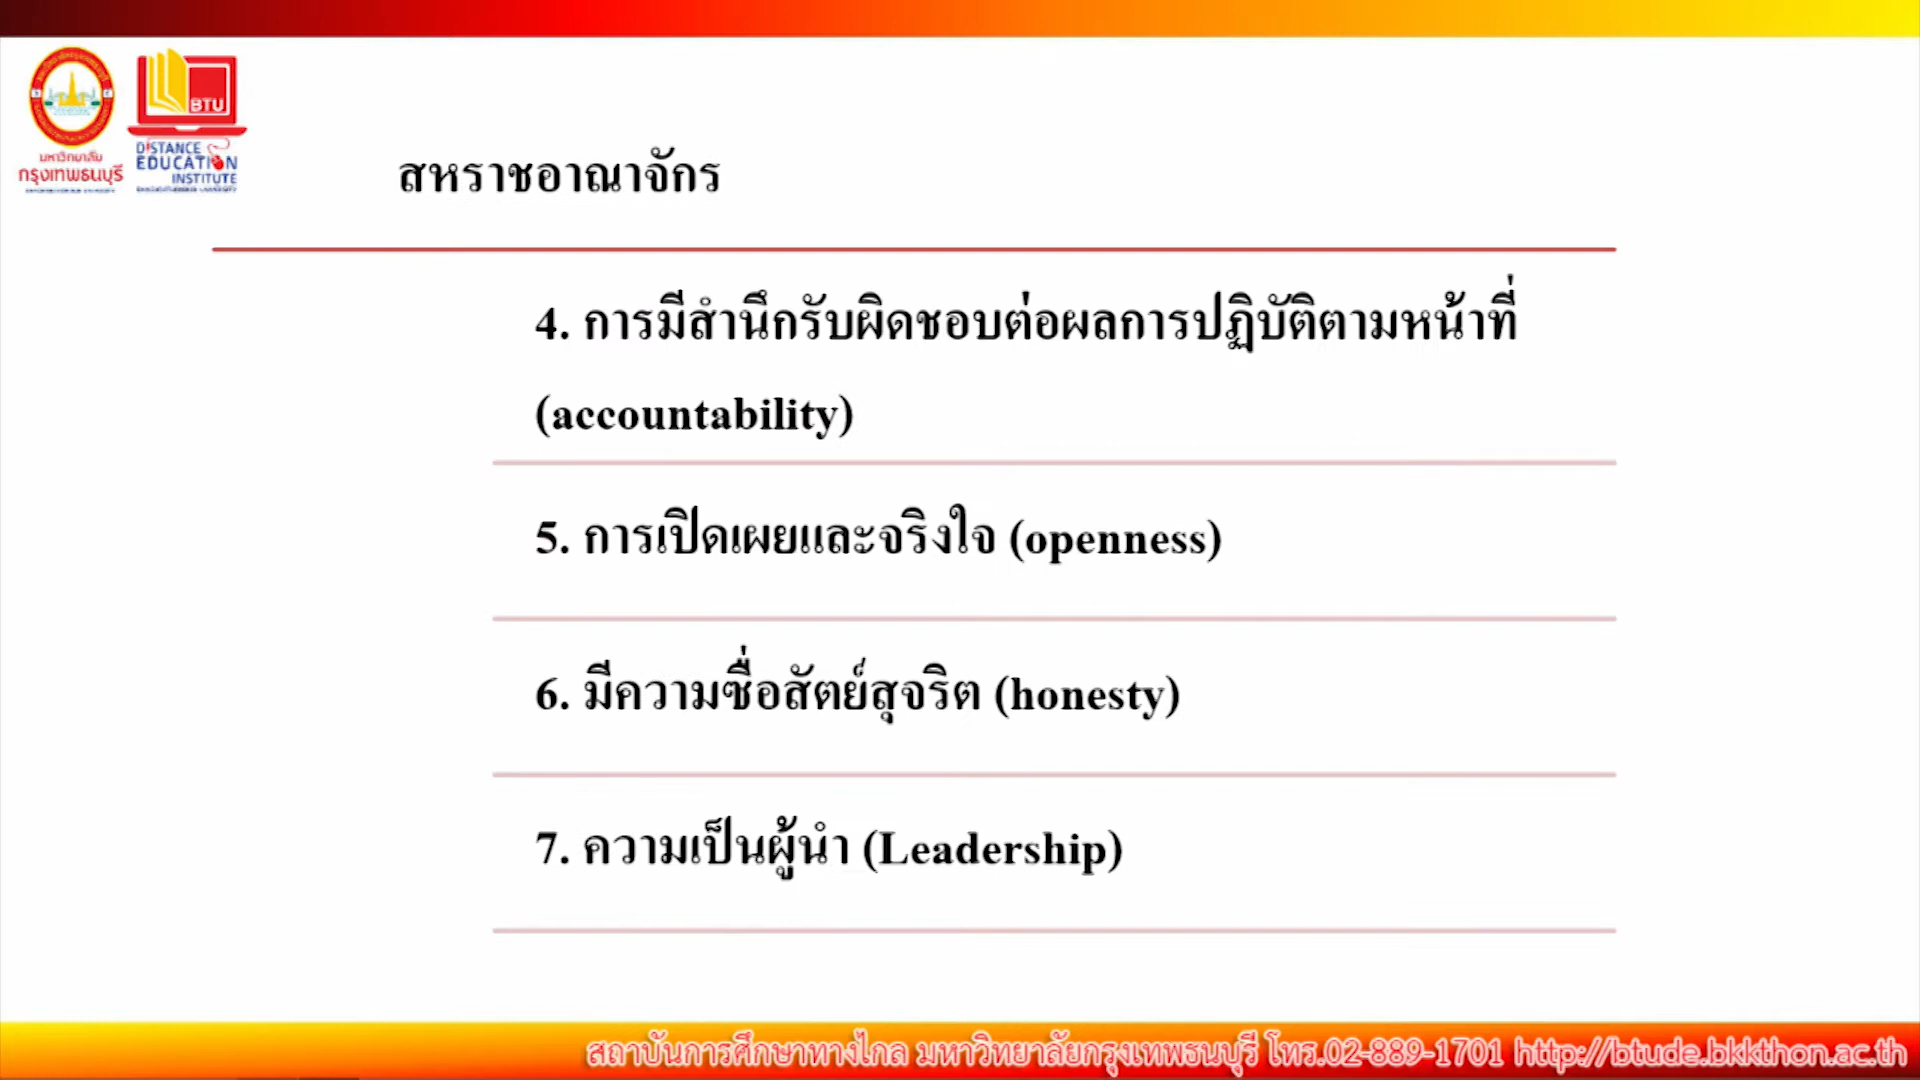 มหาวิทยาลัย
กรุงเทพธนบุรี
BTU
DISTANCE
EDUCATION
INSTITUTE
สหราชอาณาจักร
4. การมีสำนึกรับผิดชอบต่อผลการปฏิบัติตามหน้าที่
(accountability)
5. การเปิดเผยและจริงใจ (openness)
6. มีความซื่อสัตย์สุจริต (honesty)
7. ความเป็นผู้นำ (Leadership)
สถาบันการศึกษาทางไกล มหาวิทยาลัยกรุงเทพธนบุรี โทร.02-889-1701 http://btude.bkkthon.ac.th